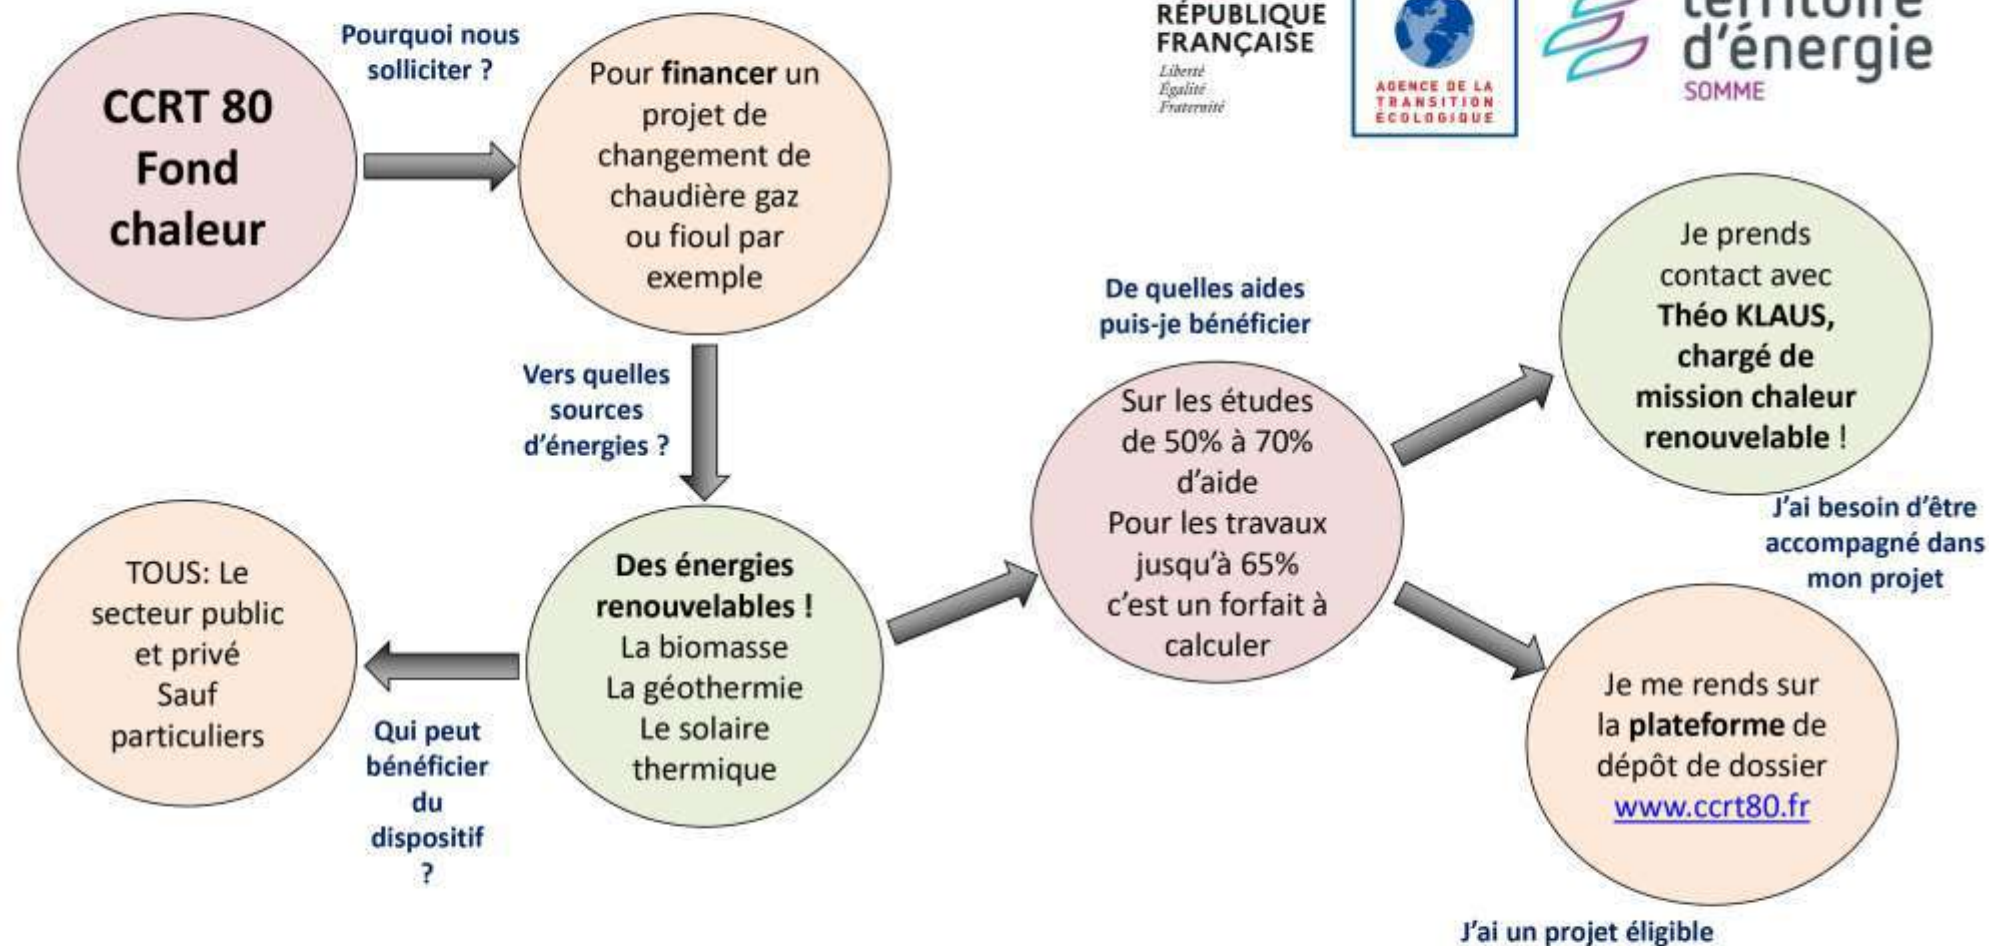 CCRT 80
Fond
chaleur
Pourquoi nous
solliciter ?
Pour financer un
projet de
changement de
chaudière gaz
ou fioul par
exemple
RÉPUBLIQUE
FRANÇAISE
Liberté
Égalité
Fraternité
AGENCE DE LA
TRANSITION
ÉCOLOGIQUE
territoire
d'énergie
SOMME
Vers quelles
sources
d'énergies ?
Des énergies
renouvelables !
La biomasse
La géothermie
Le solaire
thermique
Qui peut
bénéficier
du
dispositif
?
TOUS: Le
secteur public
et privé
Sauf
particuliers
De quelles aides
puis-je bénéficier
Sur les études
de 50% à 70%
d'aide
Pour les travaux
jusqu'à 65%
c'est un forfait à
calculer
Je prends
contact avec
Théo KLAUS,
chargé de
mission chaleur
renouvelable !
J'ai besoin d'être
accompagné dans
mon projet
Je me rends sur
la plateforme de
dépôt de dossier
www.ccrt80.fr
J'ai un projet éligible